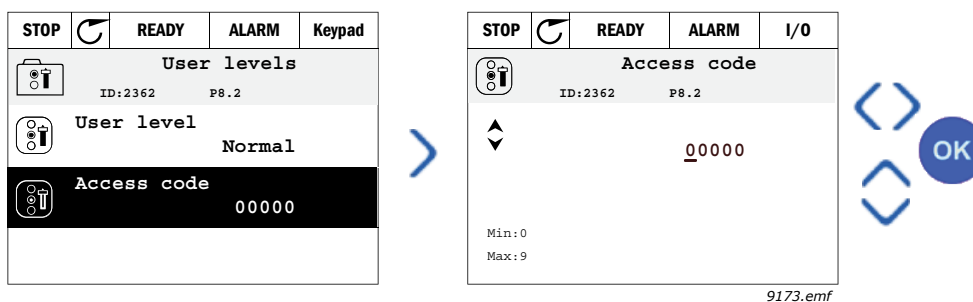 STOP READY ALARM Keypad
User levels
ID:2362 P8.2
User level
Normal
Access code
00000
STOP READY ALARM I/O
Access code
ID:2362 P8.2
00000
Min:0
Max:9
OK
9173.emf